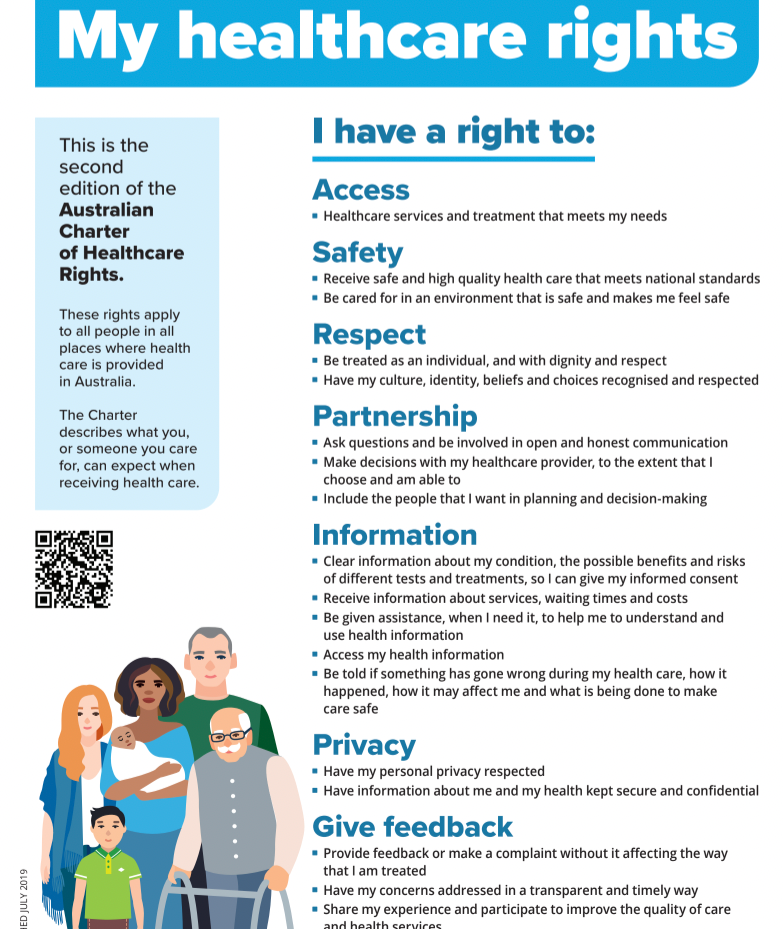 My healthcare rights
This is the
second
edition of the
Australian
Charter
of Healthcare
Rights.
These rights apply
to all people in all
places where health
care is provided
in Australia.
The Charter
describes what you,
or someone you care
for, can expect when
receiving health care.
I have a right to:
Access
Healthcare services and treatment that meets my needs
Safety
Receive safe and high quality health care that meets national standards
Be cared for in an environment that is safe and makes me feel safe
Respect
Be treated as an individual, and with dignity and respect
Have my culture, identity, beliefs and choices recognised and respected
Partnership
Ask questions and be involved in open and honest communication
Make decisions with my healthcare provider, to the extent that I
choose and am able to
Include the people that I want in planning and decision-making
Information
Clear information about my condition, the possible benefits and risks
of different tests and treatments, so I can give my informed consent
Receive information about services, waiting times and costs
Be given assistance, when I need it, to help me to understand and
use health information
Access my health information
Be told if something has gone wrong during my health care, how it
happened, how it may affect me and what is being done to make
care safe
Privacy
Have my personal privacy respected
Have information about me and my health kept secure and confidential
Give feedback
Provide feedback or make a complaint without it affecting the way
that I am treated
Have my concerns addressed in a transparent and timely way
Share my experience and participate to improve the quality of care
and health services
HED JULY 2019